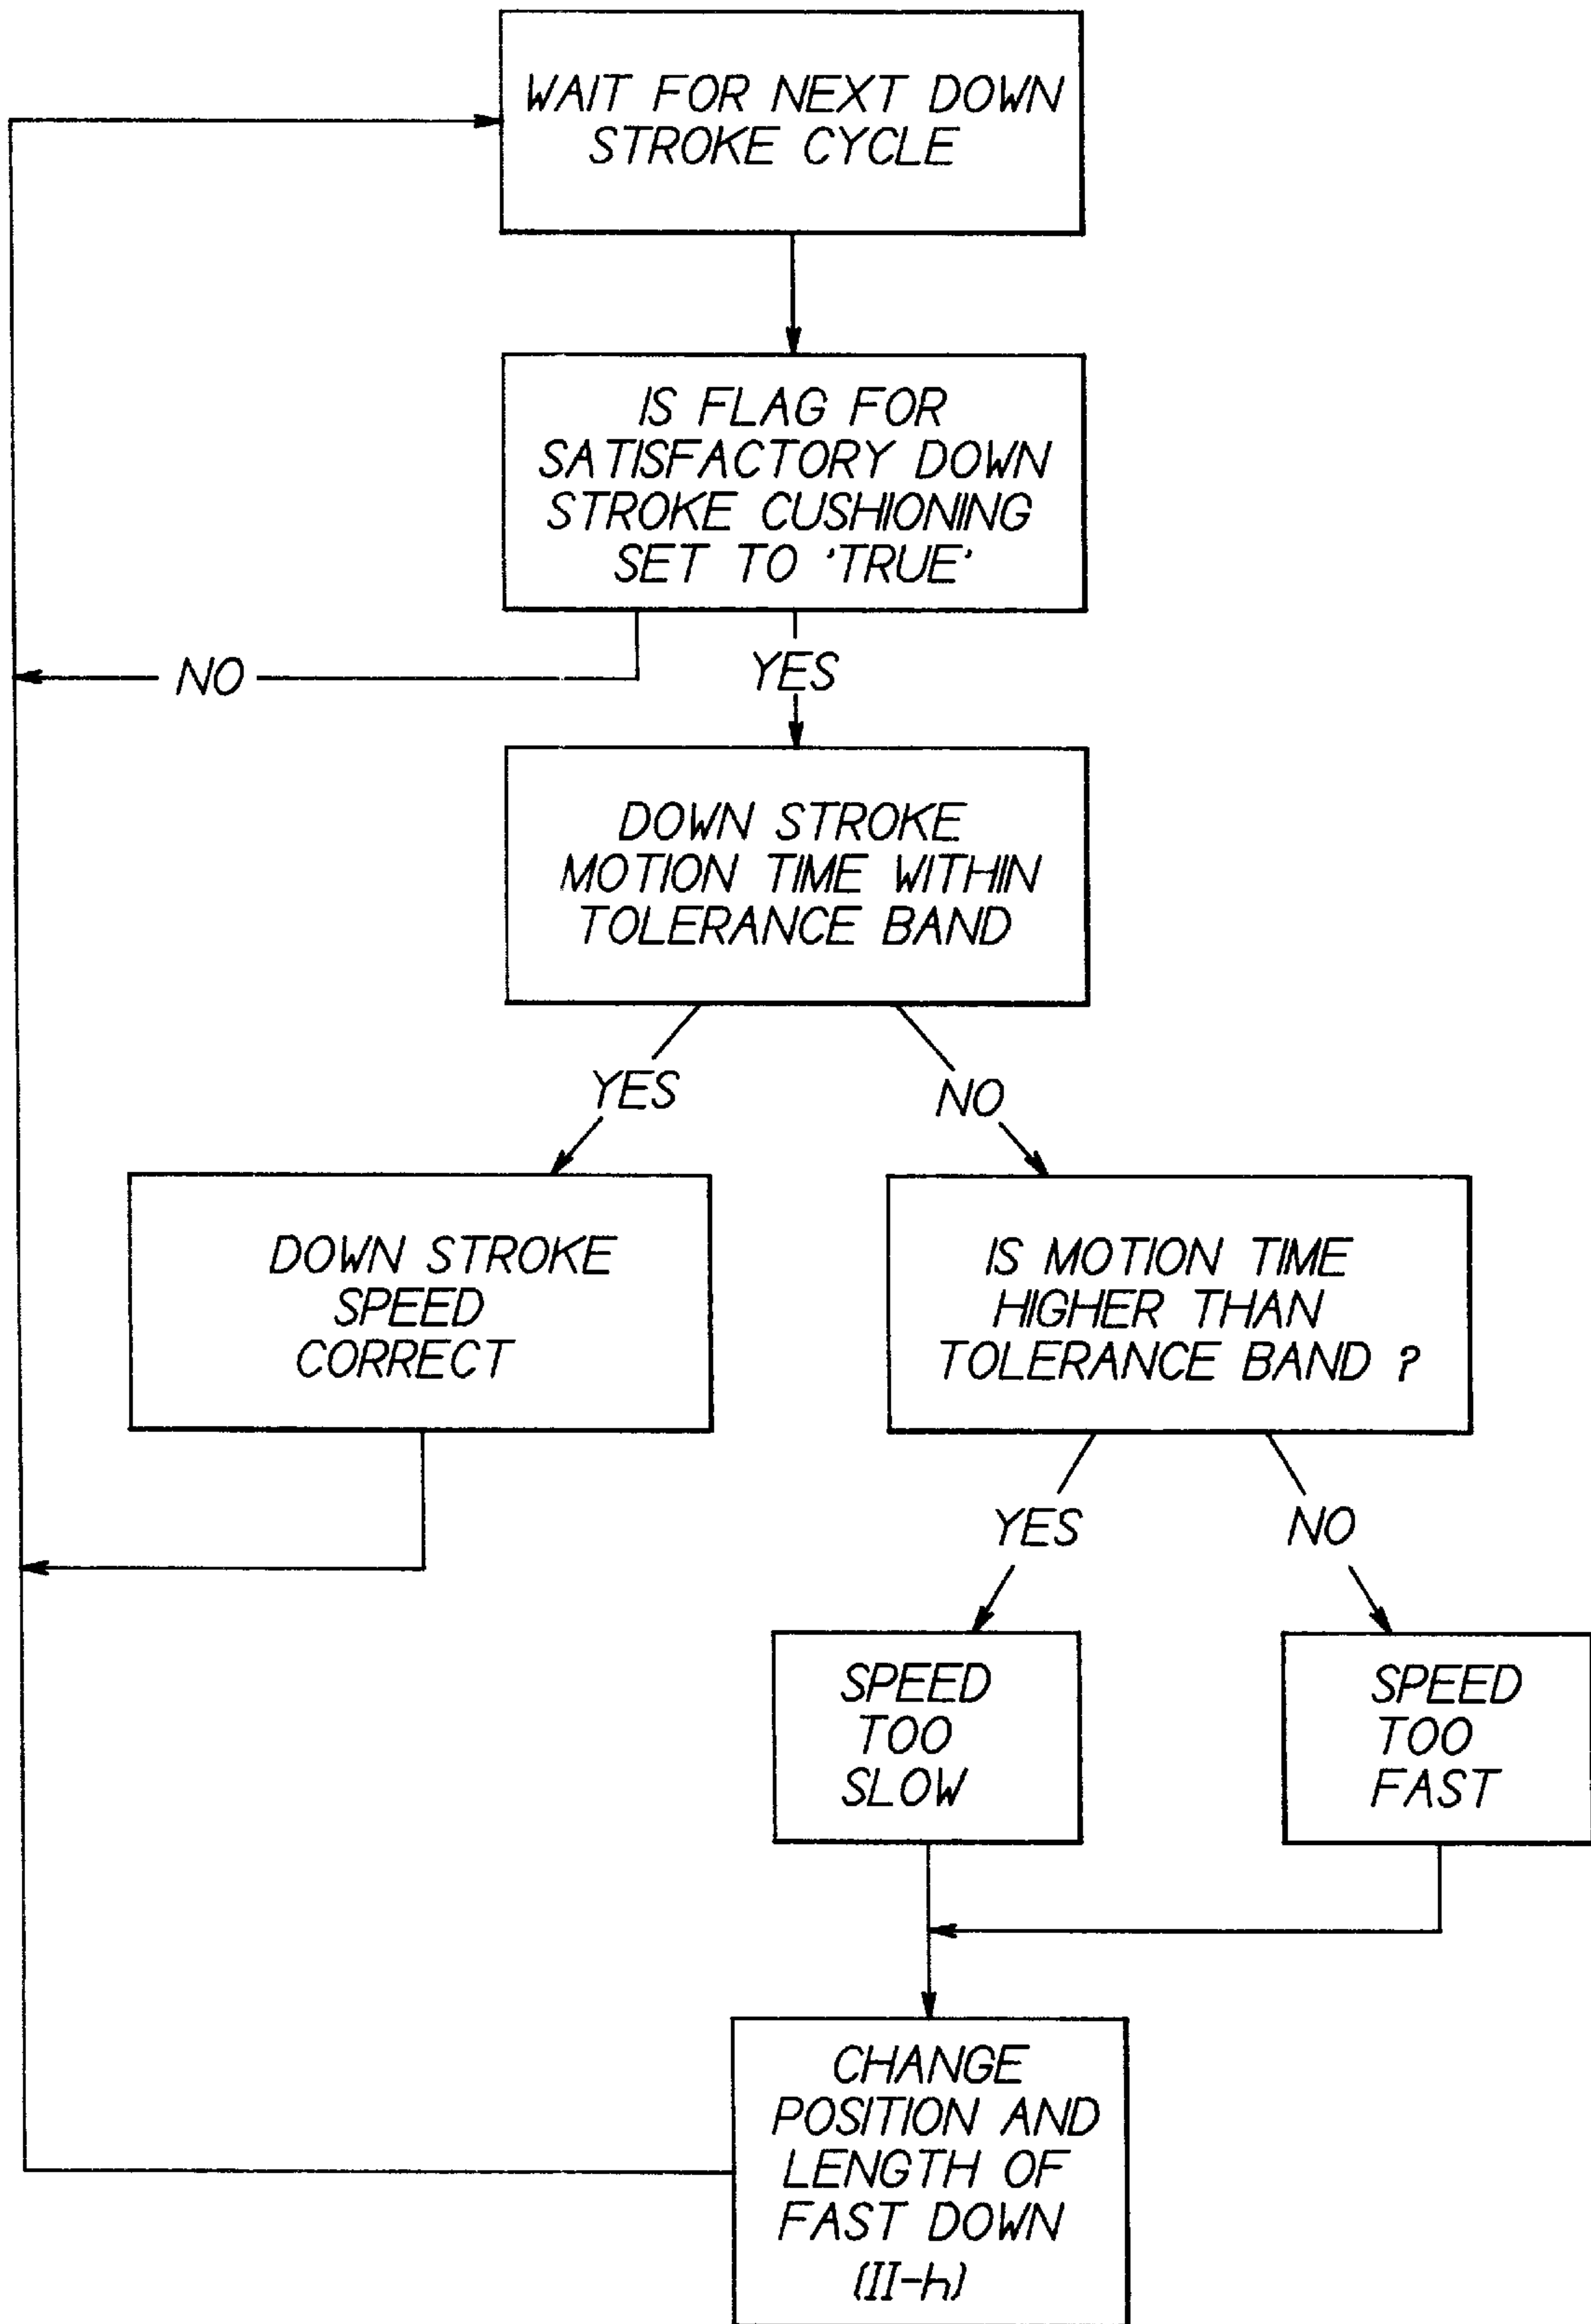 WAIT FOR NEXT DOWN
STROKE CYCLE
IS FLAG FOR
SATISFACTORY DOWN
STROKE CUSHIONING
SET TO 'TRUE'
NO
YES
DOWN STROKE
MOTION TIME WITHIN
TOLERANCE BAND
YES
NO
DOWN STROKE
SPEED
CORRECT
IS MOTION TIME
HIGHER THAN
TOLERANCE BAND ?
YES
NO
SPEED
TOO
SLOW
SPEED
TOO
FAST
CHANGE
POSITION AND
LENGTH OF
FAST DOWN
(II-h)